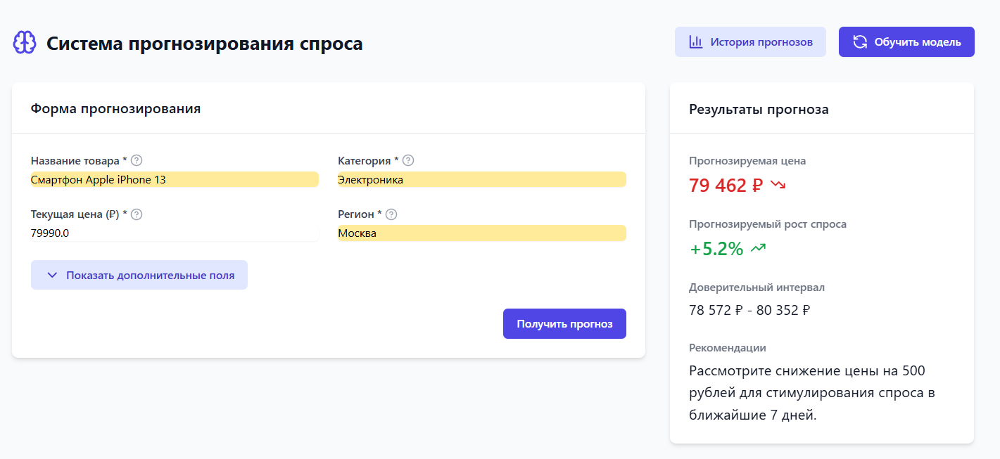 Система прогнозирования спроса
История прогнозов
Обучить модель
Форма прогнозирования
Название товара *
Смартфон Apple iPhone 13
Категория *
Электроника
Текущая цена (₽) *
79990.0
Регион *
Москва
Показать дополнительные поля
Получить прогноз
Результаты прогноза
Прогнозируемая цена
79 462 ₽
Прогнозируемый рост спроса
+5.2%
Доверительный интервал
78 572 ₽ - 80 352 ₽
Рекомендации
Рассмотрите снижение цены на 500
рублей для стимулирования спроса в
ближайшие 7 дней.